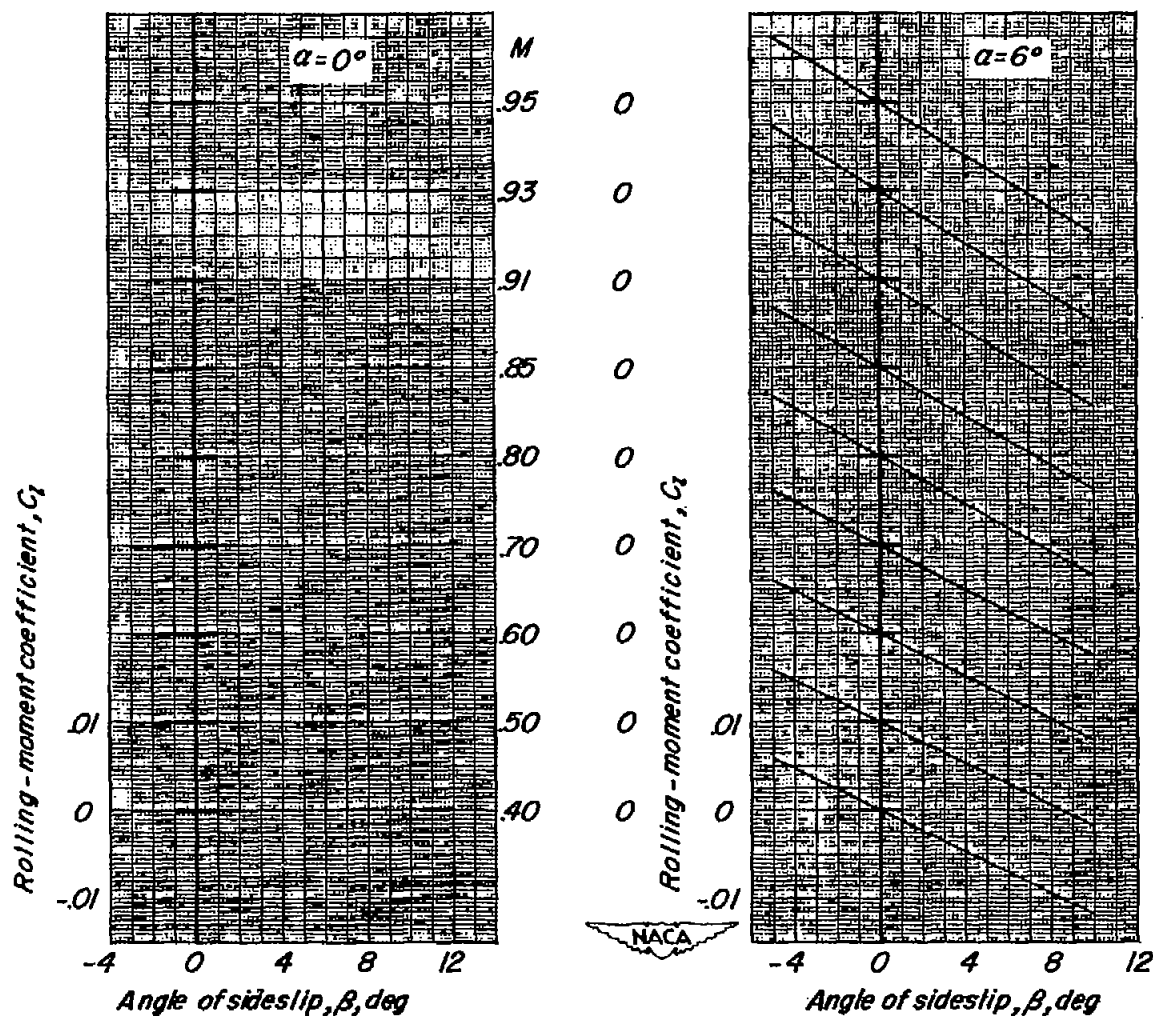 α=0°
M
.95
.93
.91
.85
.80
.70
.60
.50
.40
0
0
0
0
0
0
0
0
0
α=6°
Rolling-moment coefficient, Cl
.01
0
-.01
-4 0 4 8 12
Angle of sideslip, β, deg
NACA
Rolling-moment coefficient, Cl
.01
0
-.01
-4 0 4 8 12
Angle of sideslip, β, deg